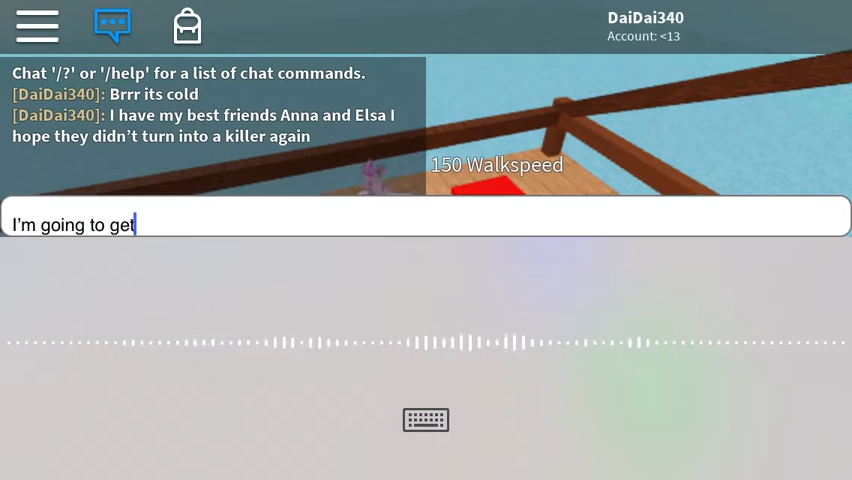 DaiDai340
Account: <13
Chat '/?' or '/help' for a list of chat commands.
[DaiDai340]: Brrr its cold
[DaiDai340]: I have my best friends Anna and Elsa I
hope they didn’t turn into a killer again
150 Walkspeed
I’m going to get